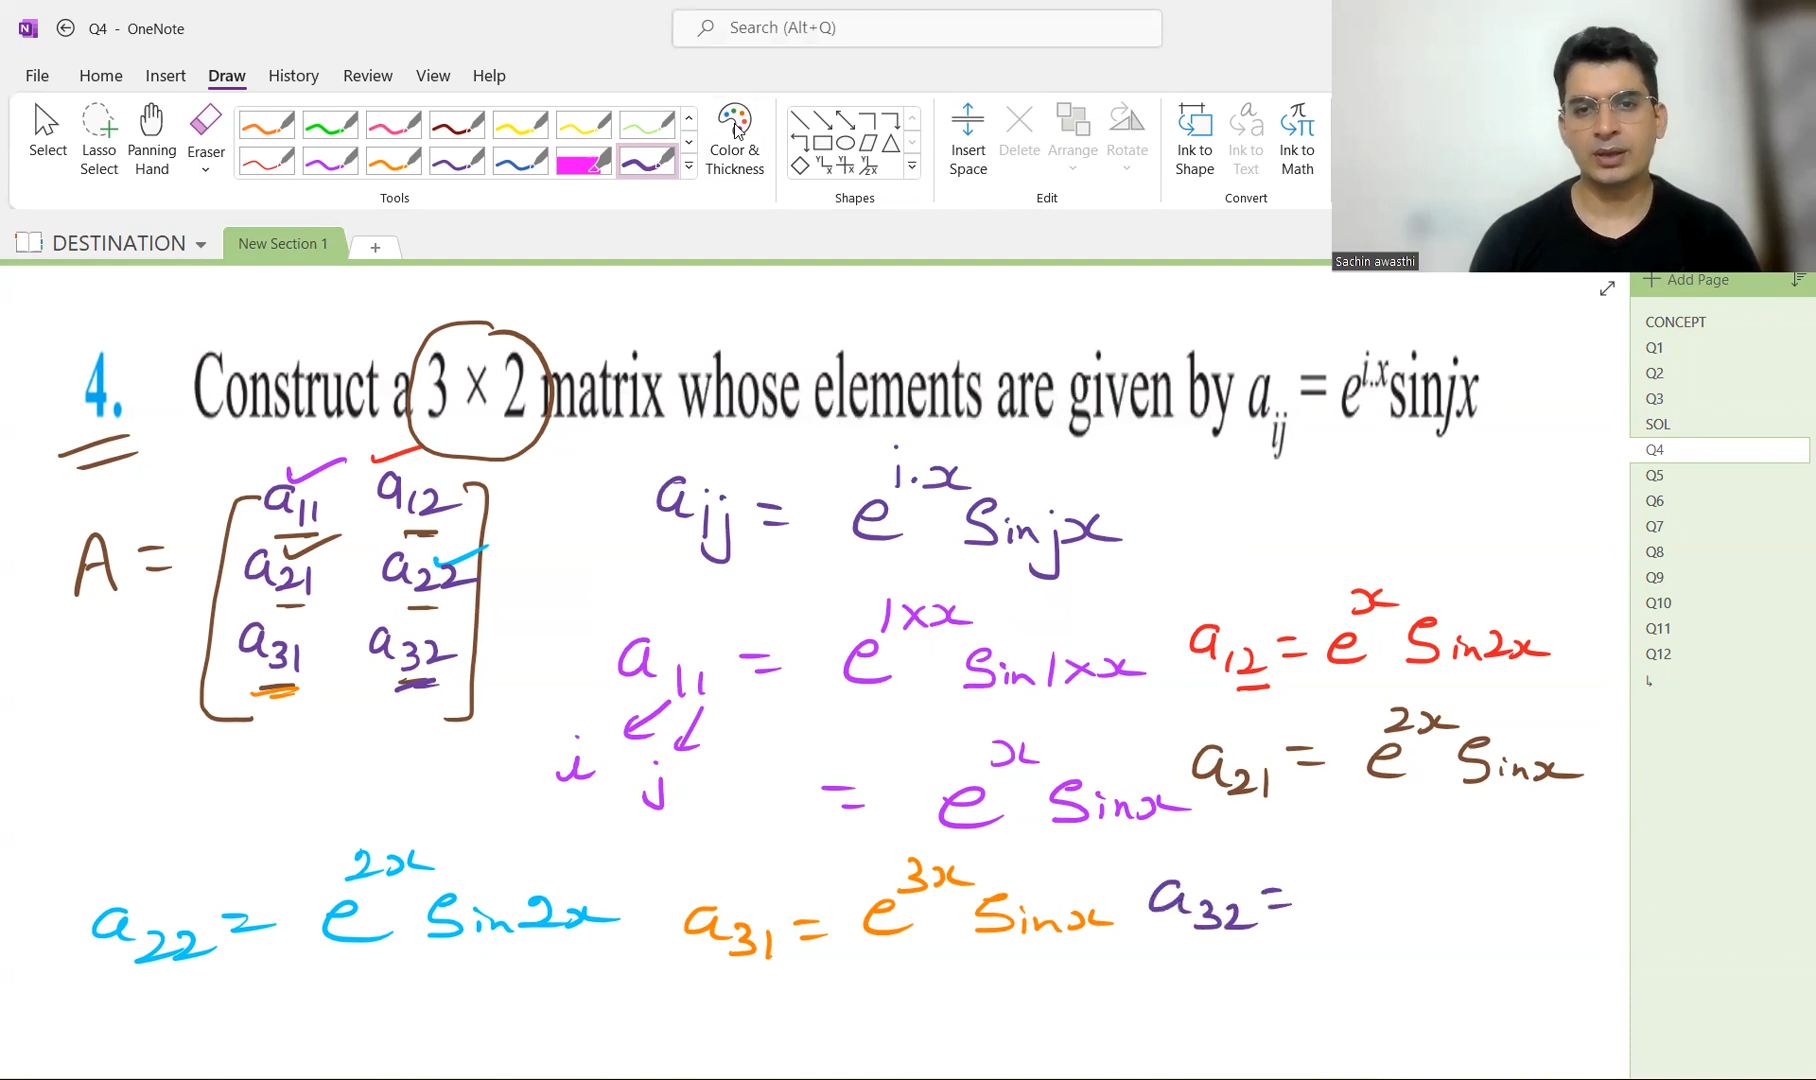 Q4 - OneNote
Search (Alt+Q)
File Home Insert Draw History Review View Help
Select Lasso Select Panning Hand Eraser Color & Thickness Insert Space Delete Arrange Rotate Ink to Shape Ink to Text Ink to Math
Tools Shapes Edit Convert
Sachin awasthi
DESTINATION New Section 1 +
Add Page
CONCEPT
Q1
Q2
Q3
SOL
Q4
Q5
Q6
Q7
Q8
Q9
Q10
Q11
Q12
4. Construct a 3 × 2 matrix whose elements are given by a_ij = e^{i.x}sinjx
A = [a₁₁ a₁₂
a₂₁ a₂₂
a₃₁ a₃₂]
a_ij = e^{i.x} Sinjx
a₁₁ = e^{1×x} Sin1×x
i j
= e^x Sinx
a₁₂ = e^x Sin2x
a₂₁ = e^{2x} Sinx
a₂₂ = e^{2x} Sin2x
a₃₁ = e^{3x} Sinx
a₃₂ =